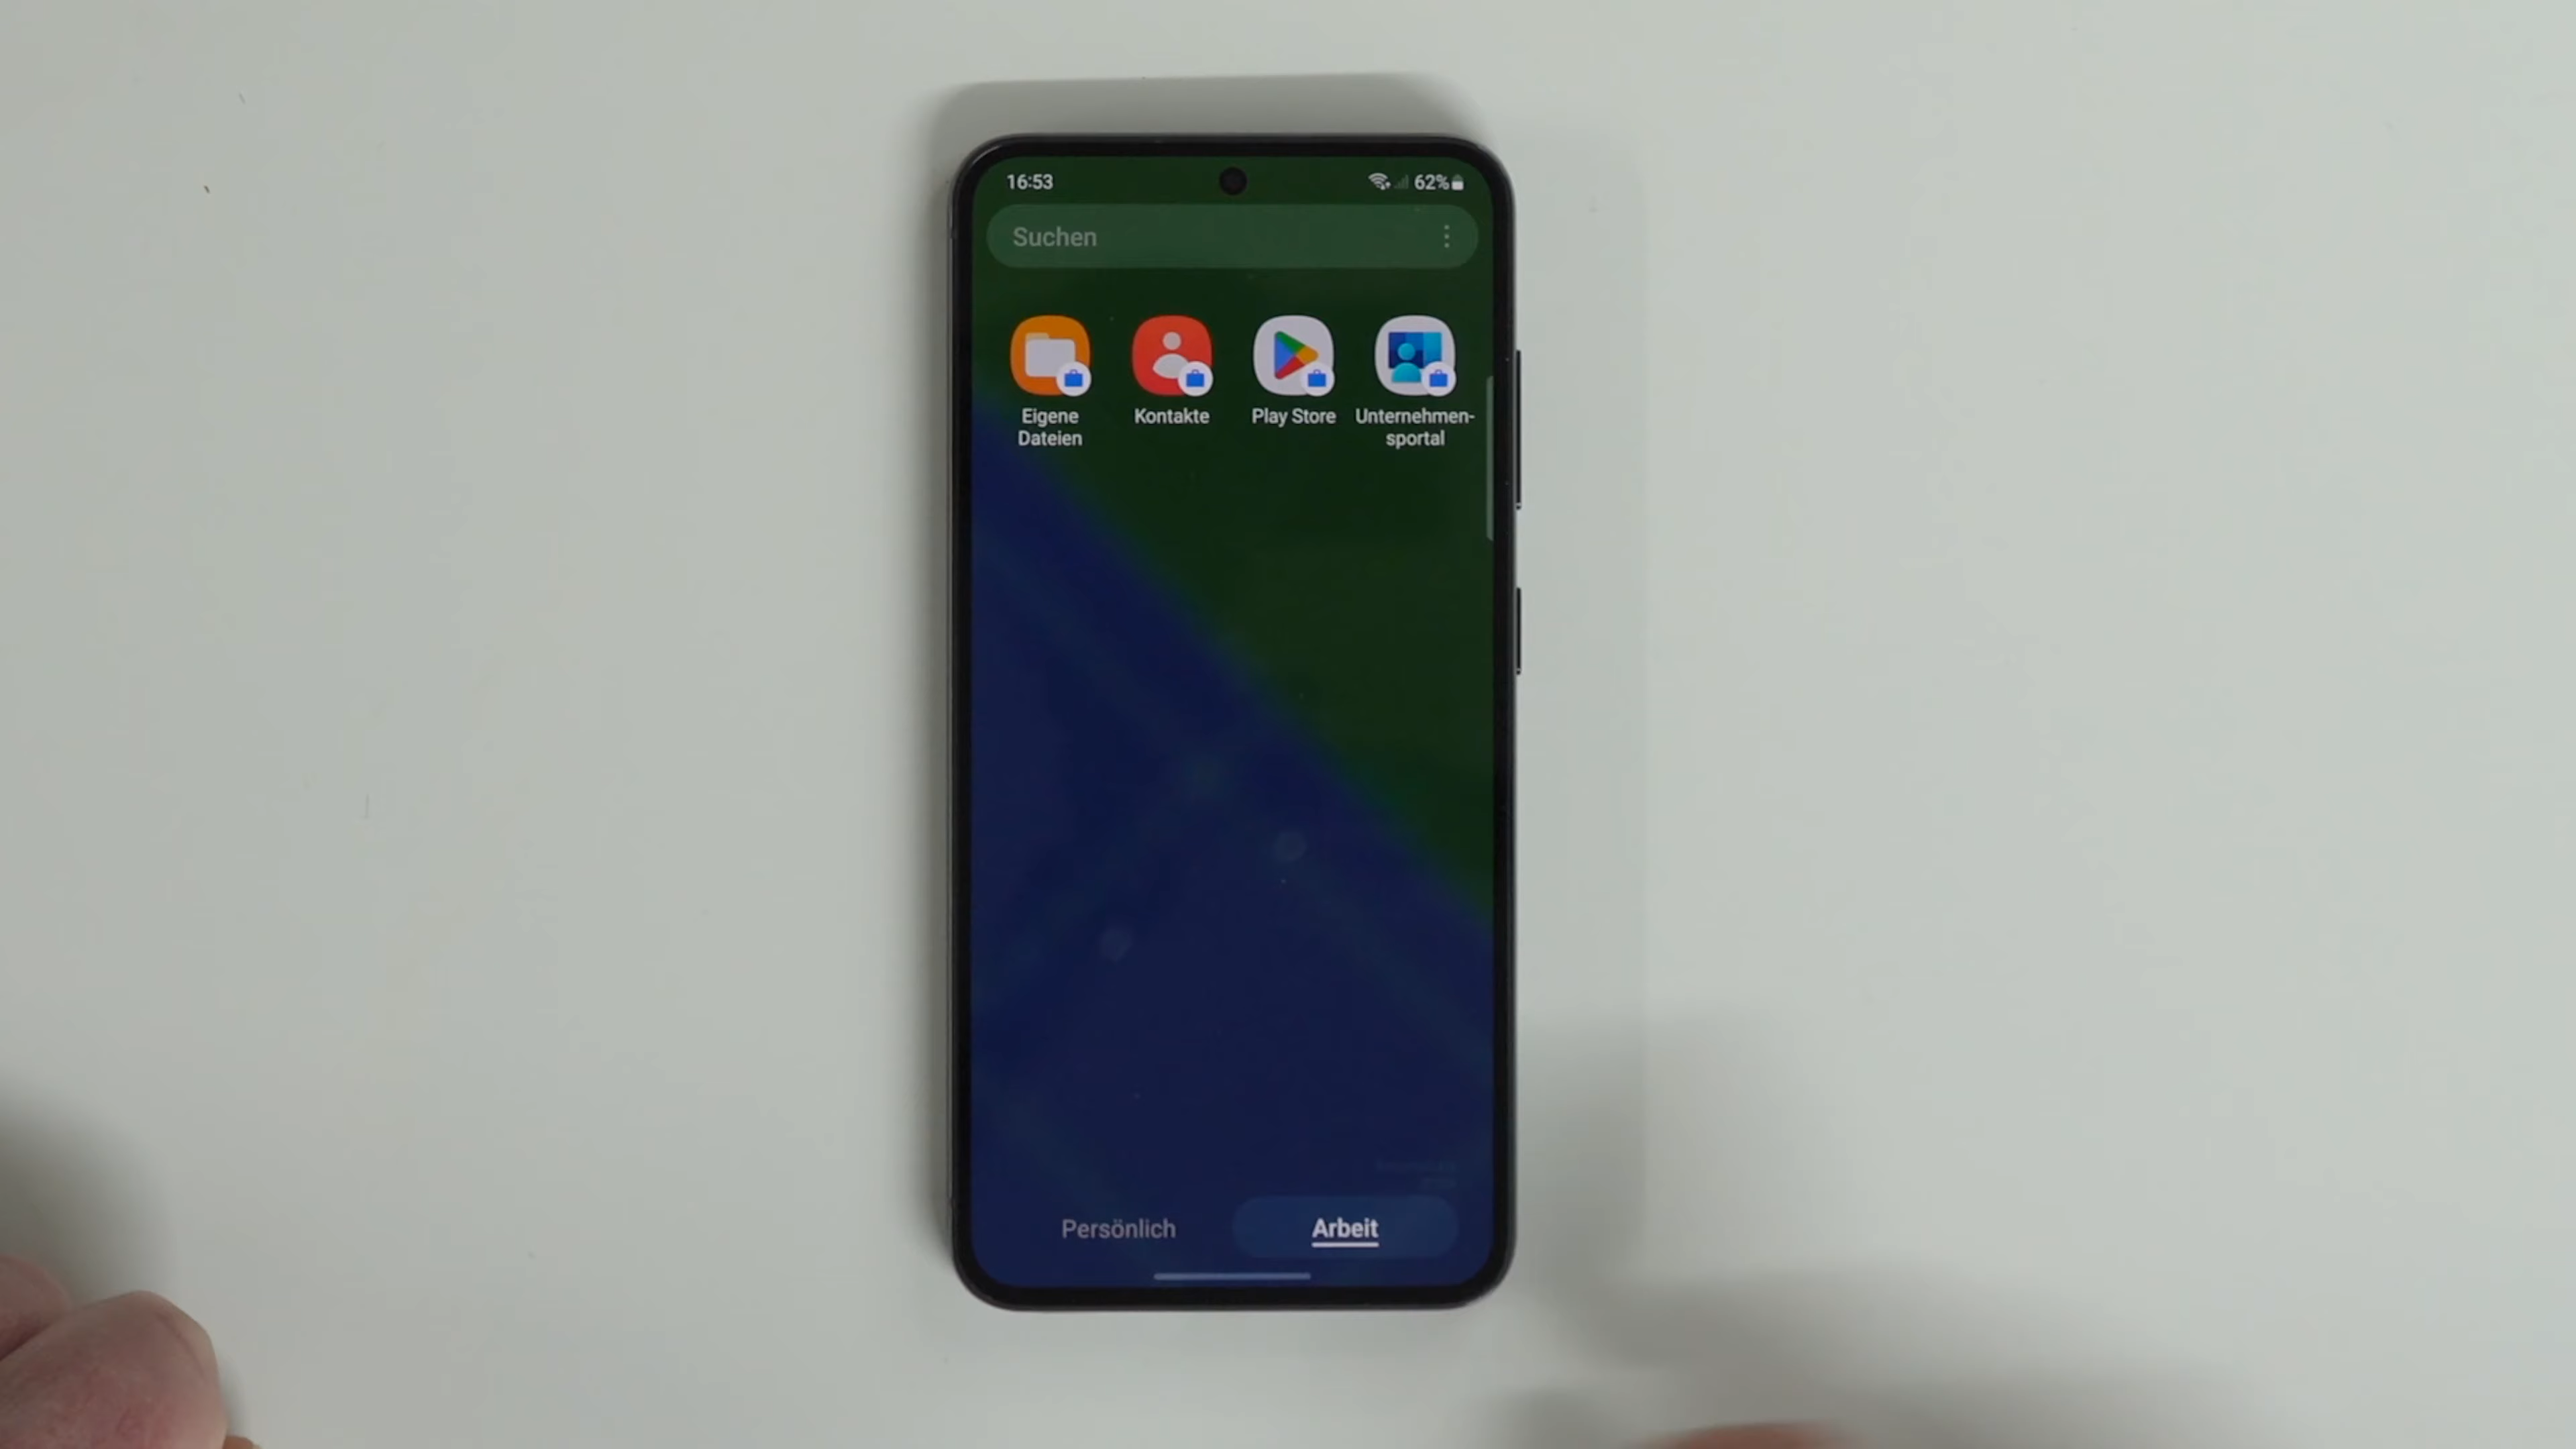 16:53 62%
Suchen
Eigene
Dateien
Kontakte
Play Store
Unternehmen-
sportal
Persönlich Arbeit